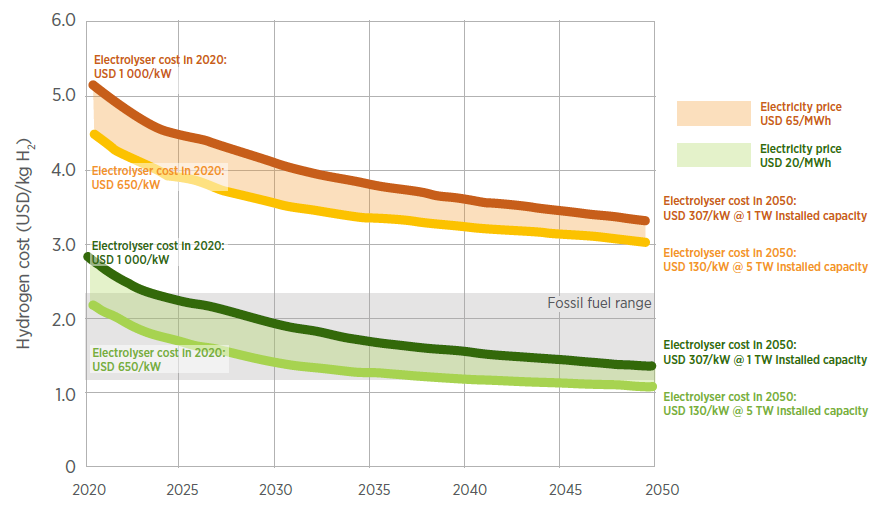 6.0
5.0
4.0
3.0
2.0
1.0
0
Hydrogen cost (USD/kg H₂)
Electrolyser cost in 2020:
USD 1 000/kW
Electrolyser cost in 2020:
USD 650/kW
Electrolyser cost in 2020:
USD 1 000/kW
Electrolyser cost in 2020:
USD 650/kW
Fossil fuel range
2020
2025
2030
2035
2040
2045
2050
Electricity price
USD 65/MWh
Electricity price
USD 20/MWh
Electrolyser cost in 2050:
USD 307/kW @ 1 TW installed capacity
Electrolyser cost in 2050:
USD 130/kW @ 5 TW installed capacity
Electrolyser cost in 2050:
USD 307/kW @ 1 TW installed capacity
Electrolyser cost in 2050:
USD 130/kW @ 5 TW installed capacity